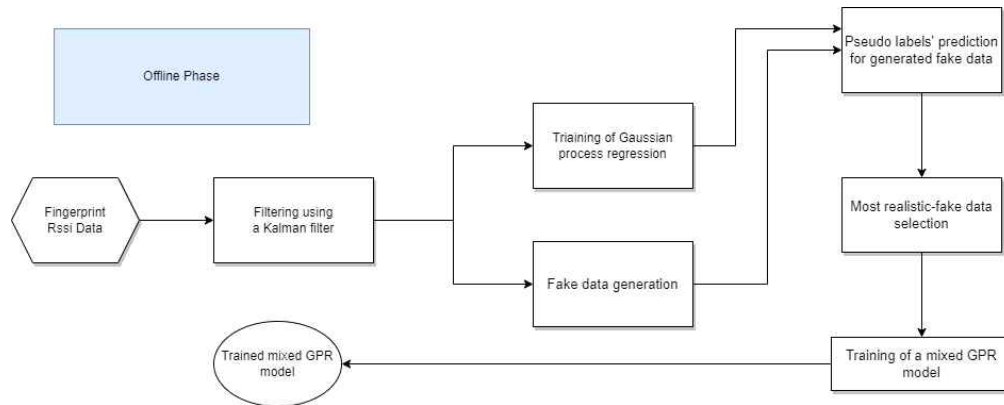 Offline Phase
Fingerprint
Rssi Data
Filtering using
a Kalman filter
Triaining of Gaussian
process regression
Fake data generation
Pseudo labels' prediction
for generated fake data
Most realistic-fake data
selection
Training of a mixed GPR
model
Trained mixed GPR
model